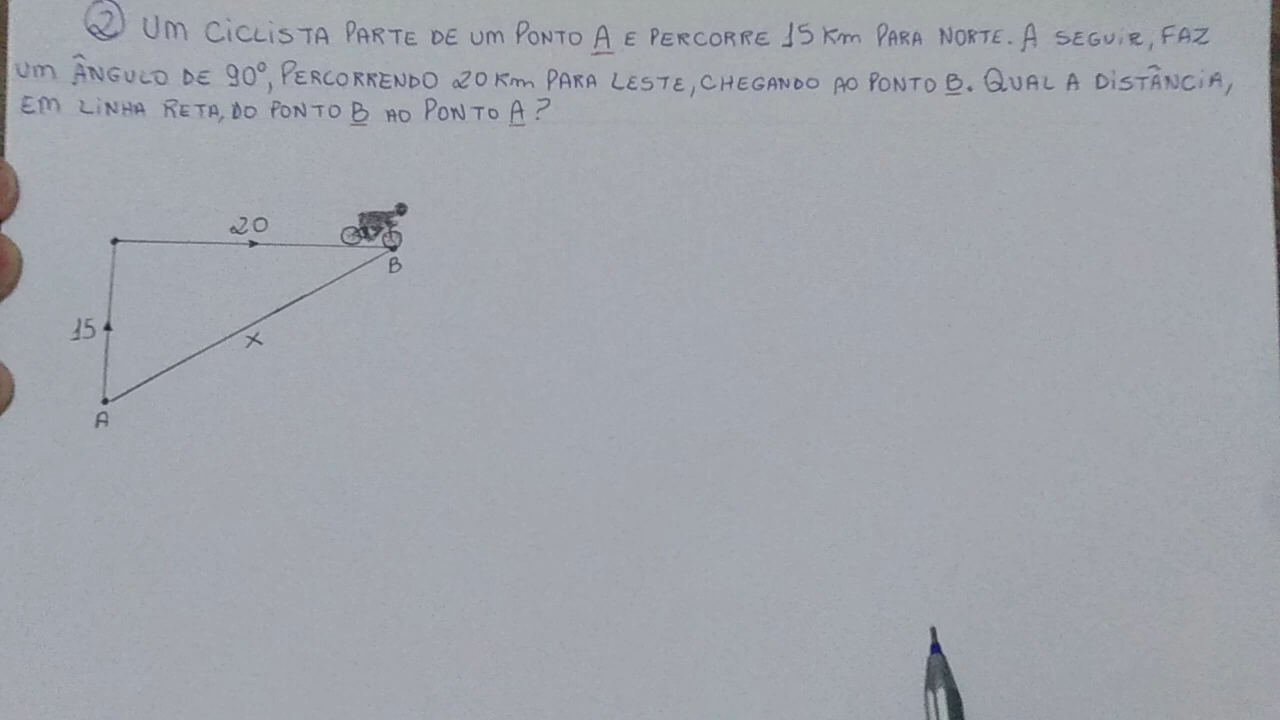 ② UM CICLISTA PARTE DE UM PONTO A E PERCORRE 15 Km PARA NORTE. A SEGUIR, FAZ
UM ÂNGULO DE 90º, PERCORRENDO 20 Km PARA LESTE, CHEGANDO AO PONTO B. QUAL A DISTÂNCIA,
EM LINHA RETA, DO PONTO B AO PONTO A?
20
B
15
x
A